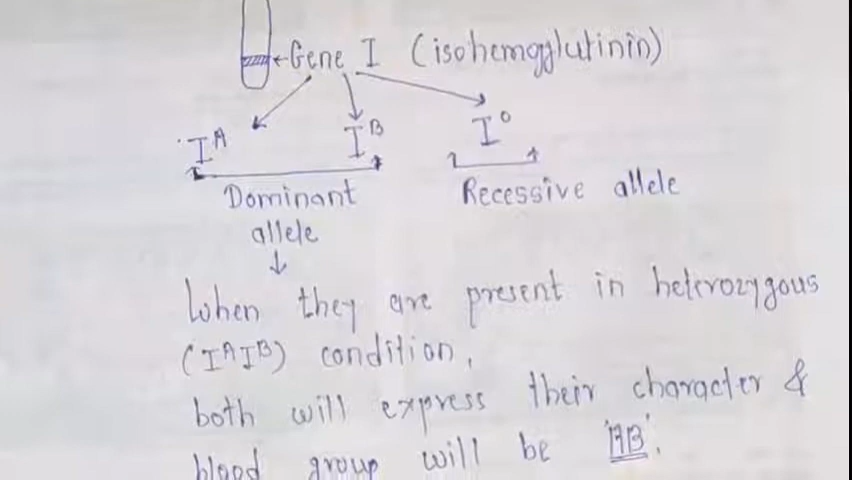 ←Gene I (isohemagglutinin)
I^A I^B I^O
Dominant Recessive allele
allele
↓
When they are present in heterozygous
(I^A I^B) condition,
both will express their character &
blood group will be 'AB'.